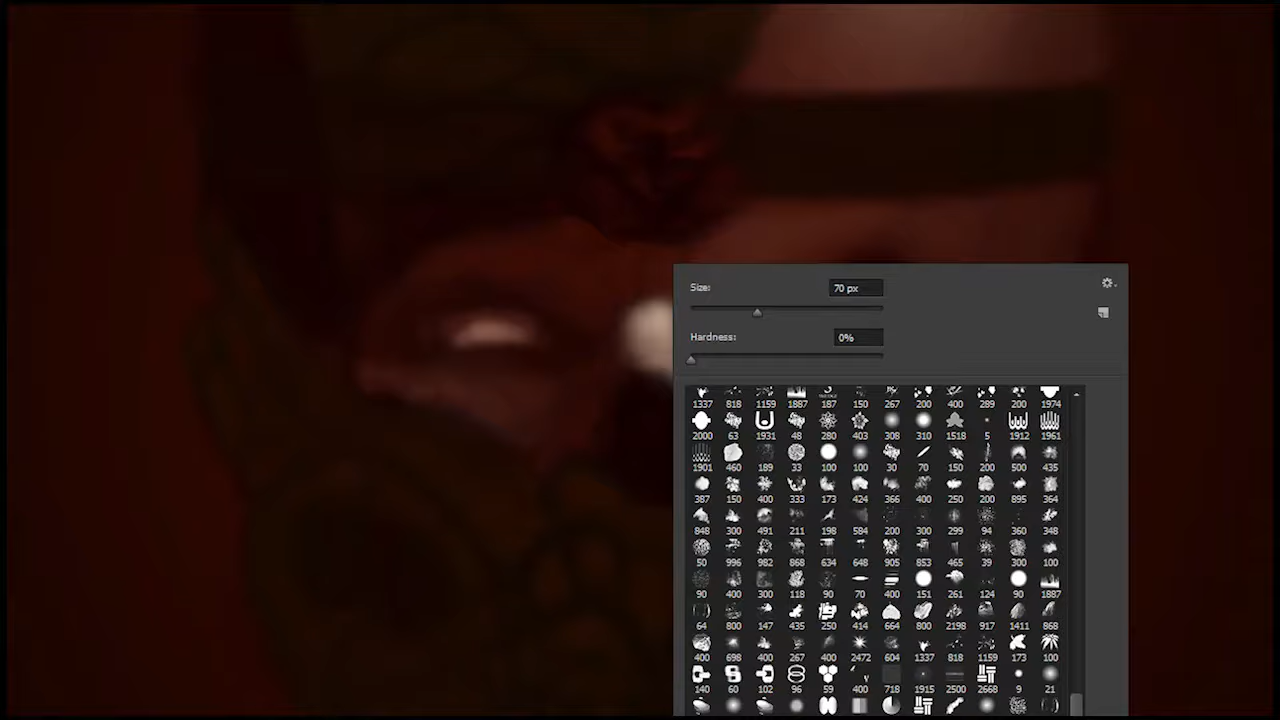 Size: 70 px
Hardness: 0%
1337 818 1159 1887 187 150 267 200 400 289 200 1974
2000 63 1931 48 280 403 308 310 1518 5 1912 1961
1901 460 189 33 100 100 30 70 150 200 500 435
387 150 400 333 173 424 366 400 250 200 895 364
848 300 491 211 198 584 200 300 299 94 360 348
50 996 982 868 634 648 905 853 465 39 300 100
90 400 300 118 90 70 400 151 261 124 90 1887
64 800 147 435 250 414 664 800 2198 917 1411 868
400 698 400 267 400 2472 604 1337 818 1159 173 100
140 60 102 96 59 400 718 1915 2500 2668 9 21